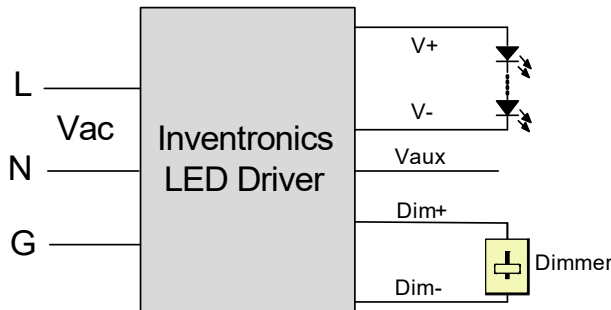 L
Vac
N
G
Inventronics
LED Driver
V+
V-
Vaux
Dim+
Dim-
Dimmer